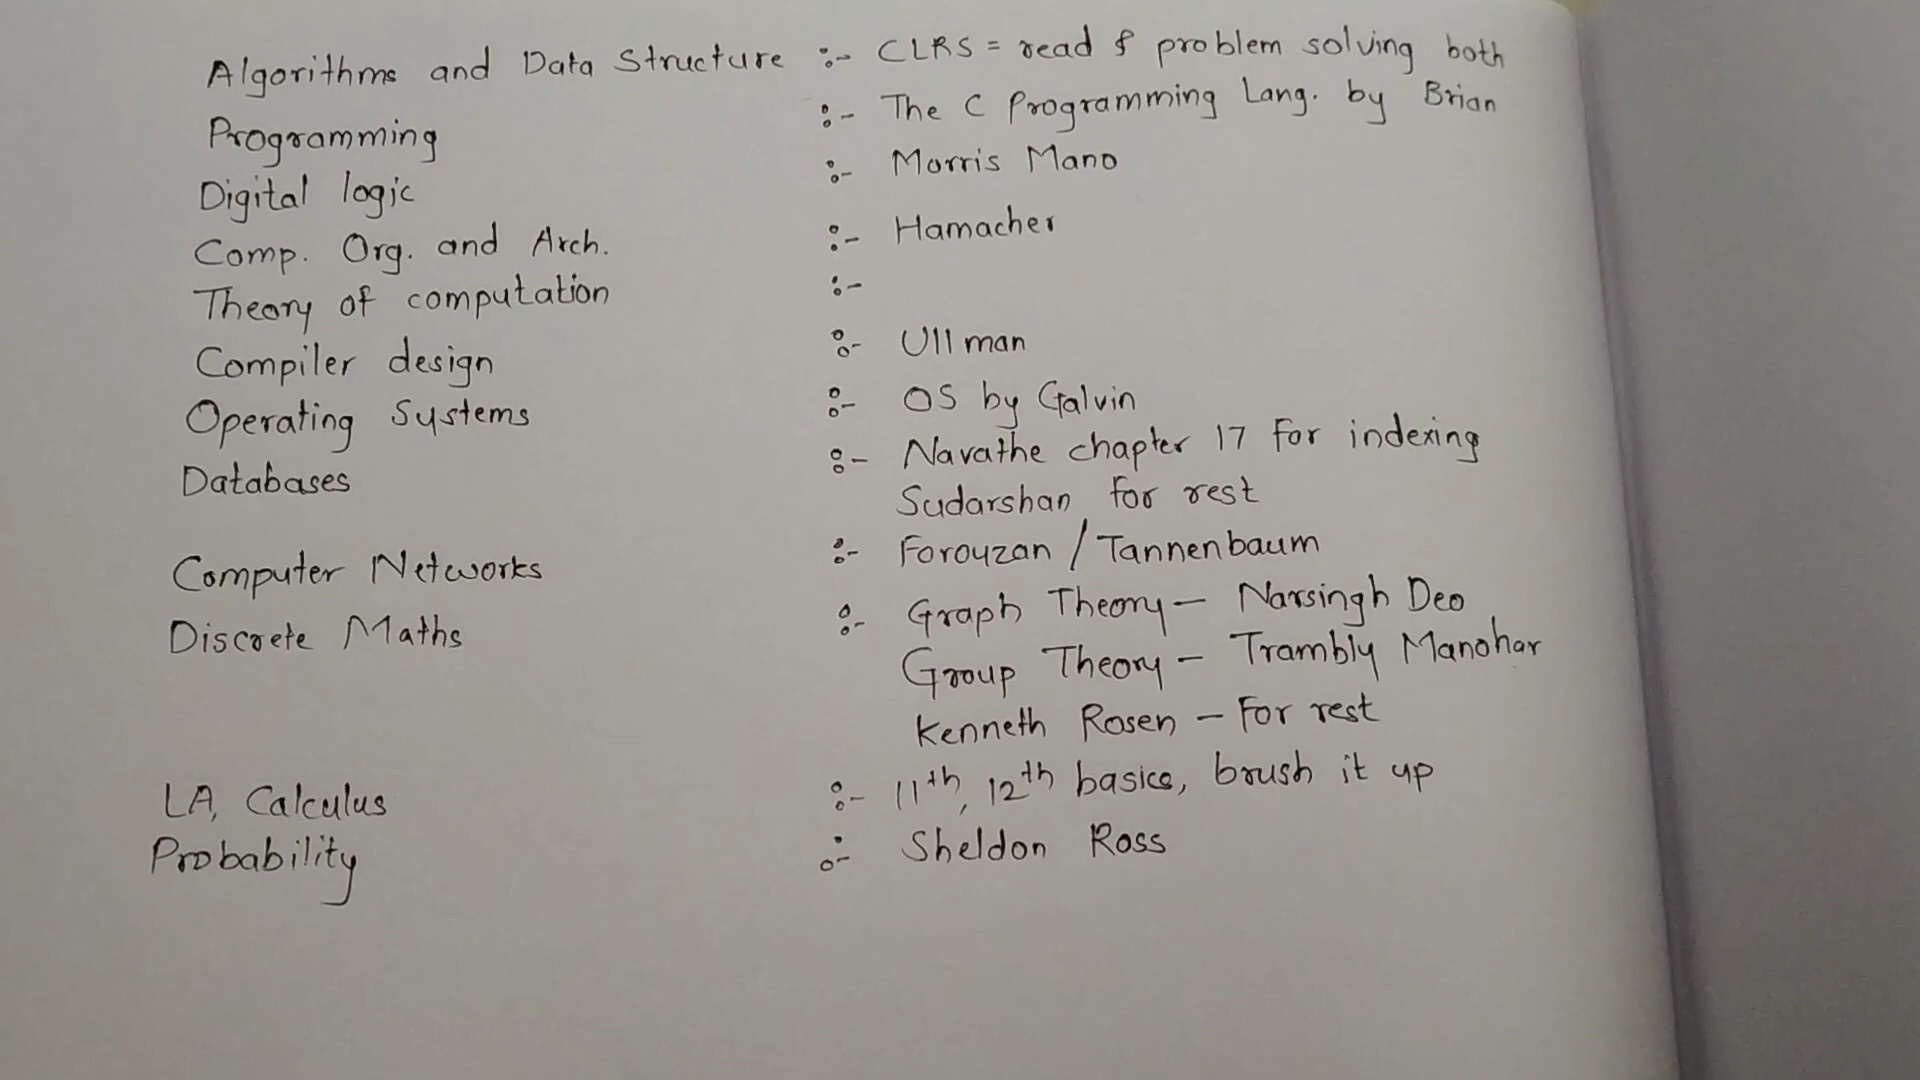 Algorithms and Data Structure :- CLRS = read & problem solving both
Programming :- The C Programming Lang. by Brian
Digital logic :- Morris Mano
Comp. Org. and Arch. :- Hamacher
Theory of computation :-
Compiler design :- Ullman
Operating Systems :- OS by Galvin
Databases :- Navathe chapter 17 For indexing
Sudarshan for rest
Computer Networks :- Forouzan / Tannenbaum
Discrete Maths :- Graph Theory - Narsingh Deo
Group Theory - Trambly Manohar
Kenneth Rosen - For rest
LA, Calculus :- 11th, 12th basics, brush it up
Probability :- Sheldon Ross